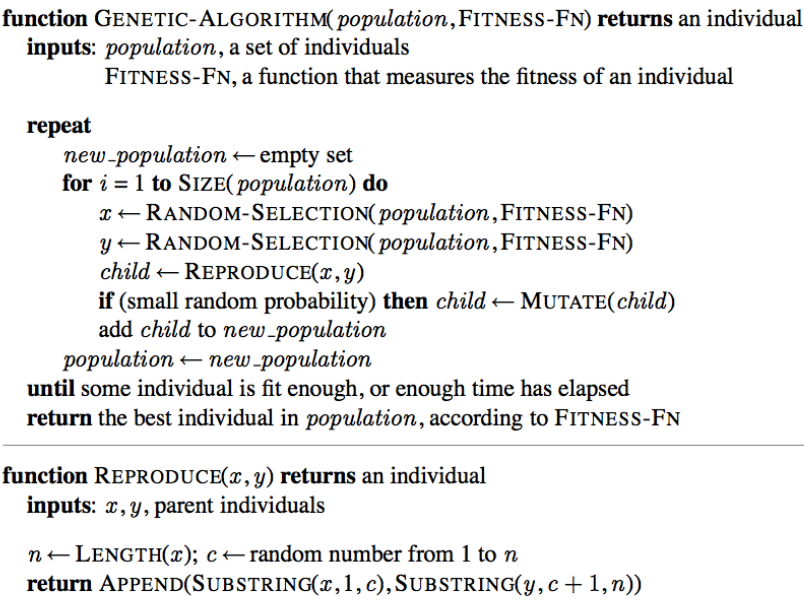 function GENETIC-ALGORITHM(population,FITNESS-FN) returns an individual
inputs: population, a set of individuals
FITNESS-FN, a function that measures the fitness of an individual
repeat
new_population ← empty set
for i = 1 to SIZE(population) do
x ← RANDOM-SELECTION(population,FITNESS-FN)
y ← RANDOM-SELECTION(population,FITNESS-FN)
child ← REPRODUCE(x,y)
if (small random probability) then child ← MUTATE(child)
add child to new_population
population ← new_population
until some individual is fit enough, or enough time has elapsed
return the best individual in population, according to FITNESS-FN
function REPRODUCE(x,y) returns an individual
inputs: x,y, parent individuals
n ← LENGTH(x); c ← random number from 1 to n
return APPEND(SUBSTRING(x,1,c),SUBSTRING(y,c + 1,n))